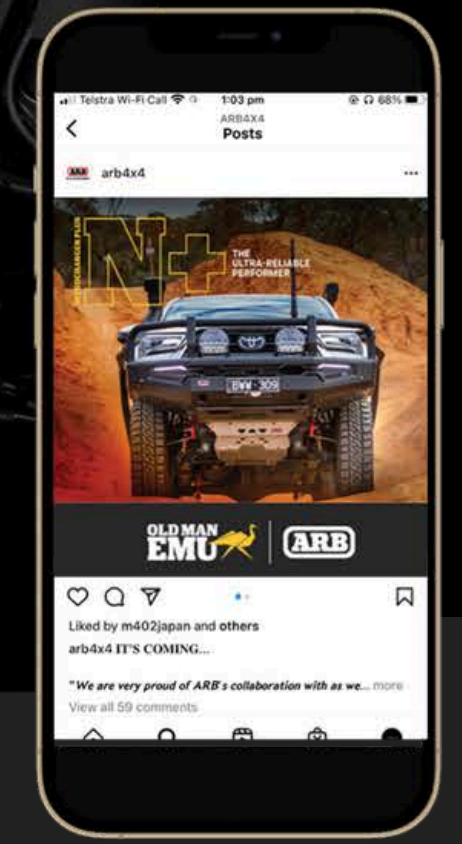 Telstra Wi-Fi Call 1:03 pm 68%
ARB4X4
Posts
arb4x4
N+
THE
ULTRA-RELIABLE
PERFORMER
BWW·309
OLD MAN
EMU
ARB
Liked by m402japan and others
arb4x4 IT'S COMING...
"We are very proud of ARB's collaboration with as we... more
View all 59 comments